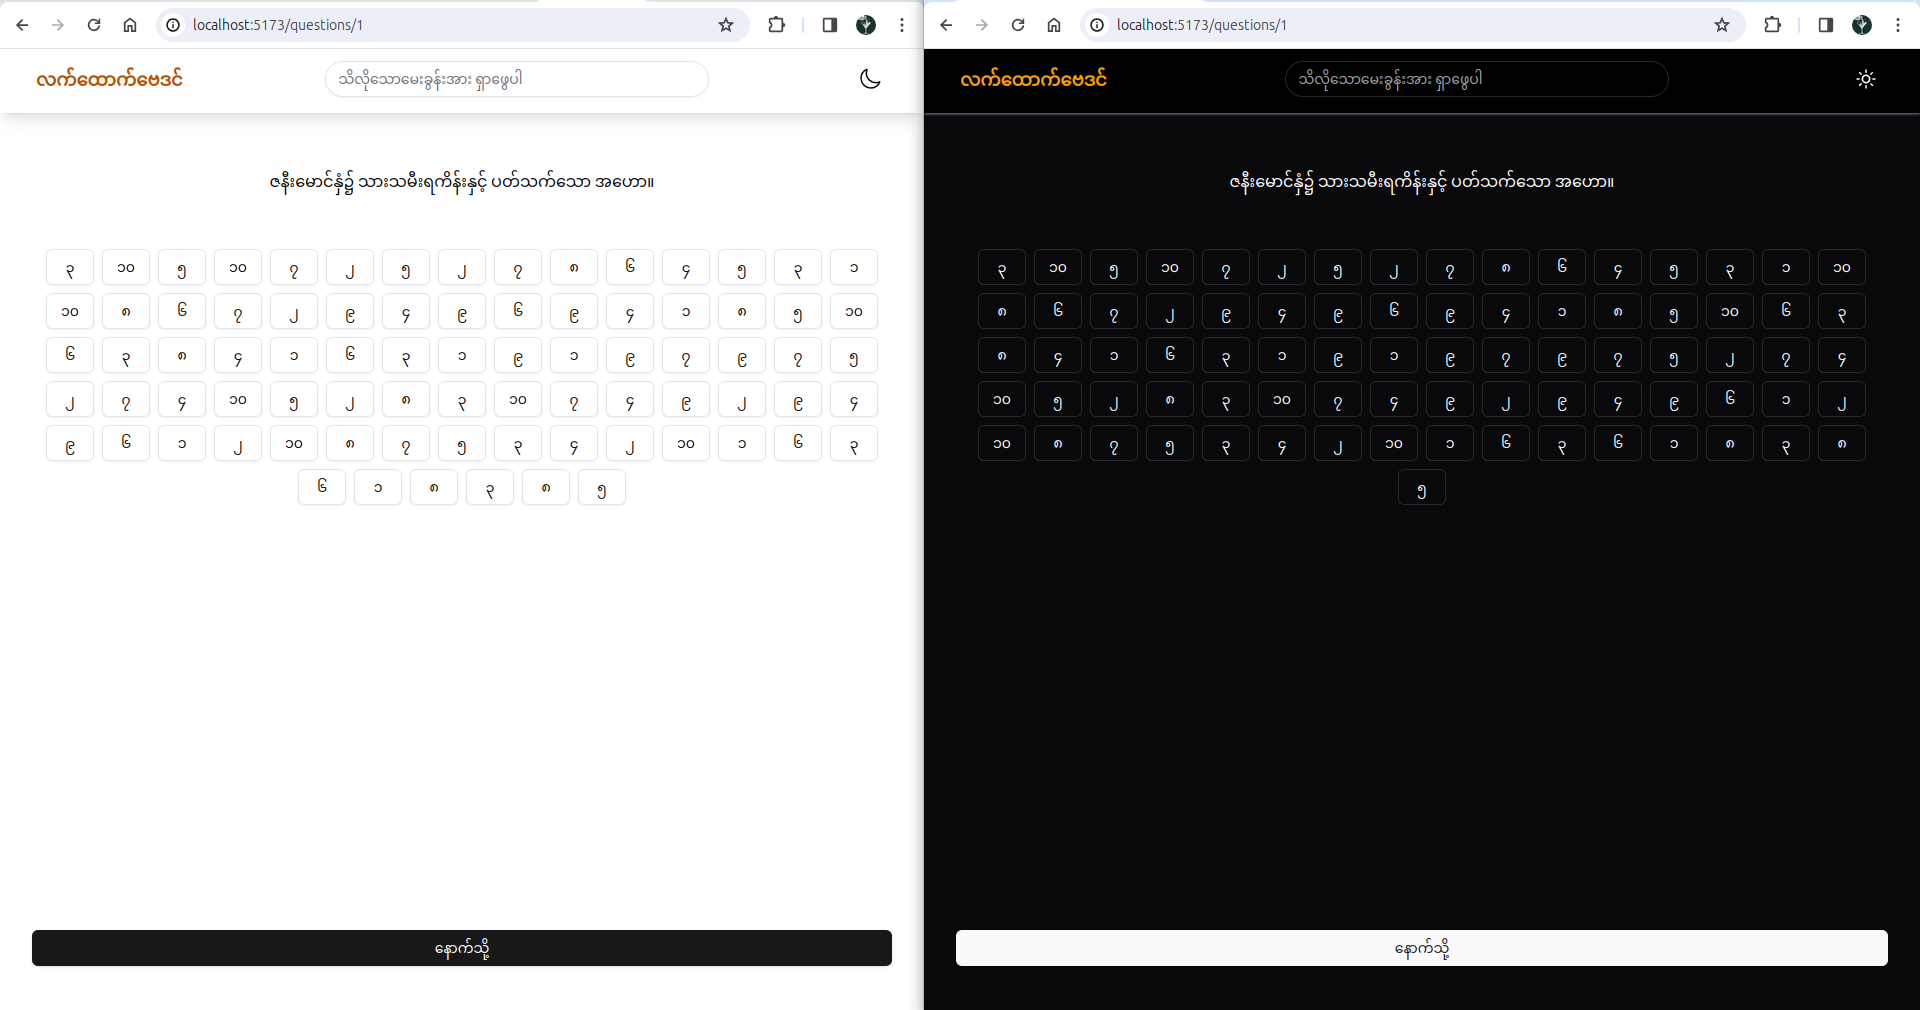 localhost:5173/questions/1
လက်ထောက်ဗေဒင်
သိလိုသောမေးခွန်းအား ရှာဖွေပါ
ဇနီးမောင်နှံ၌ သားသမီးရကိန်းနှင့် ပတ်သက်သော အဟော။
၃ ၁၀ ၅ ၁၀ ၇ ၂ ၅ ၂ ၇ ၈ ၆ ၄ ၅ ၃ ၁
၁၀ ၈ ၆ ၇ ၂ ၉ ၄ ၉ ၆ ၉ ၄ ၁ ၈ ၅ ၁၀
၆ ၃ ၈ ၄ ၁ ၆ ၃ ၁ ၉ ၁ ၉ ၇ ၉ ၇ ၅
၂ ၇ ၄ ၁၀ ၅ ၂ ၈ ၃ ၁၀ ၇ ၄ ၉ ၂ ၉ ၄
၉ ၆ ၁ ၂ ၁၀ ၈ ၇ ၅ ၃ ၄ ၂ ၁၀ ၁ ၆ ၃
၆ ၁ ၈ ၃ ၈ ၅
နောက်သို့
localhost:5173/questions/1
လက်ထောက်ဗေဒင်
သိလိုသောမေးခွန်းအား ရှာဖွေပါ
ဇနီးမောင်နှံ၌ သားသမီးရကိန်းနှင့် ပတ်သက်သော အဟော။
၃ ၁၀ ၅ ၁၀ ၇ ၂ ၅ ၂ ၇ ၈ ၆ ၄ ၅ ၃ ၁ ၁၀
၈ ၆ ၇ ၂ ၉ ၄ ၉ ၆ ၉ ၄ ၁ ၈ ၅ ၁၀ ၆ ၃
၈ ၄ ၁ ၆ ၃ ၁ ၉ ၁ ၉ ၇ ၉ ၇ ၅ ၂ ၇ ၄
၁၀ ၅ ၂ ၈ ၃ ၁၀ ၇ ၄ ၉ ၂ ၉ ၄ ၉ ၆ ၁ ၂
၁၀ ၈ ၇ ၅ ၃ ၄ ၂ ၁၀ ၁ ၆ ၃ ၆ ၁ ၈ ၃ ၈
၅
နောက်သို့